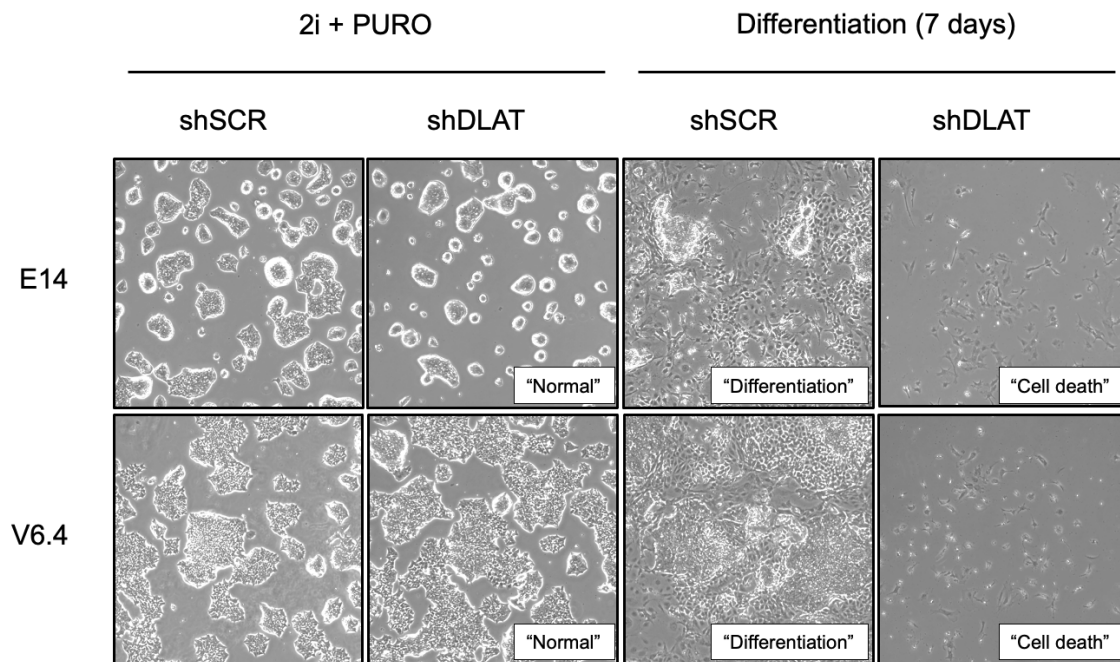 2i + PURO
Differentiation (7 days)
shSCR
shDLAT
shSCR
shDLAT
E14
“Normal”
“Differentiation”
“Cell death”
V6.4
“Normal”
“Differentiation”
“Cell death”